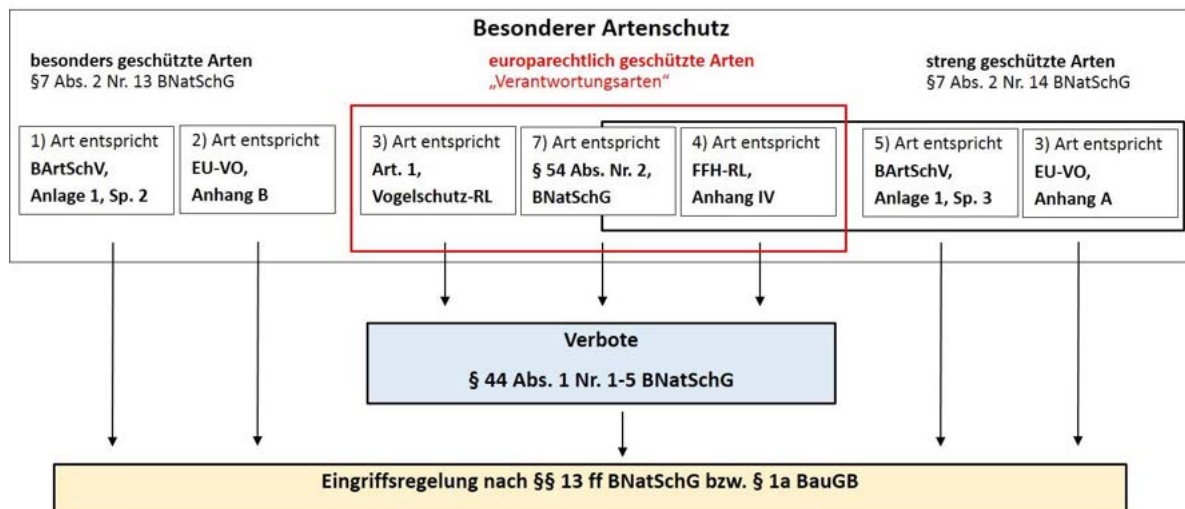 Besonderer Artenschutz
besonders geschützte Arten
§7 Abs. 2 Nr. 13 BNatSchG
europarechtlich geschützte Arten
„Verantwortungsarten“
streng geschützte Arten
§7 Abs. 2 Nr. 14 BNatSchG
1) Art entspricht
BArtSchV,
Anlage 1, Sp. 2
2) Art entspricht
EU-VO,
Anhang B
3) Art entspricht
Art. 1,
Vogelschutz-RL
7) Art entspricht
§ 54 Abs. Nr. 2,
BNatSchG
4) Art entspricht
FFH-RL,
Anhang IV
5) Art entspricht
BArtSchV,
Anlage 1, Sp. 3
3) Art entspricht
EU-VO,
Anhang A
Verbote
§ 44 Abs. 1 Nr. 1-5 BNatSchG
Eingriffsregelung nach §§ 13 ff BNatSchG bzw. § 1a BauGB